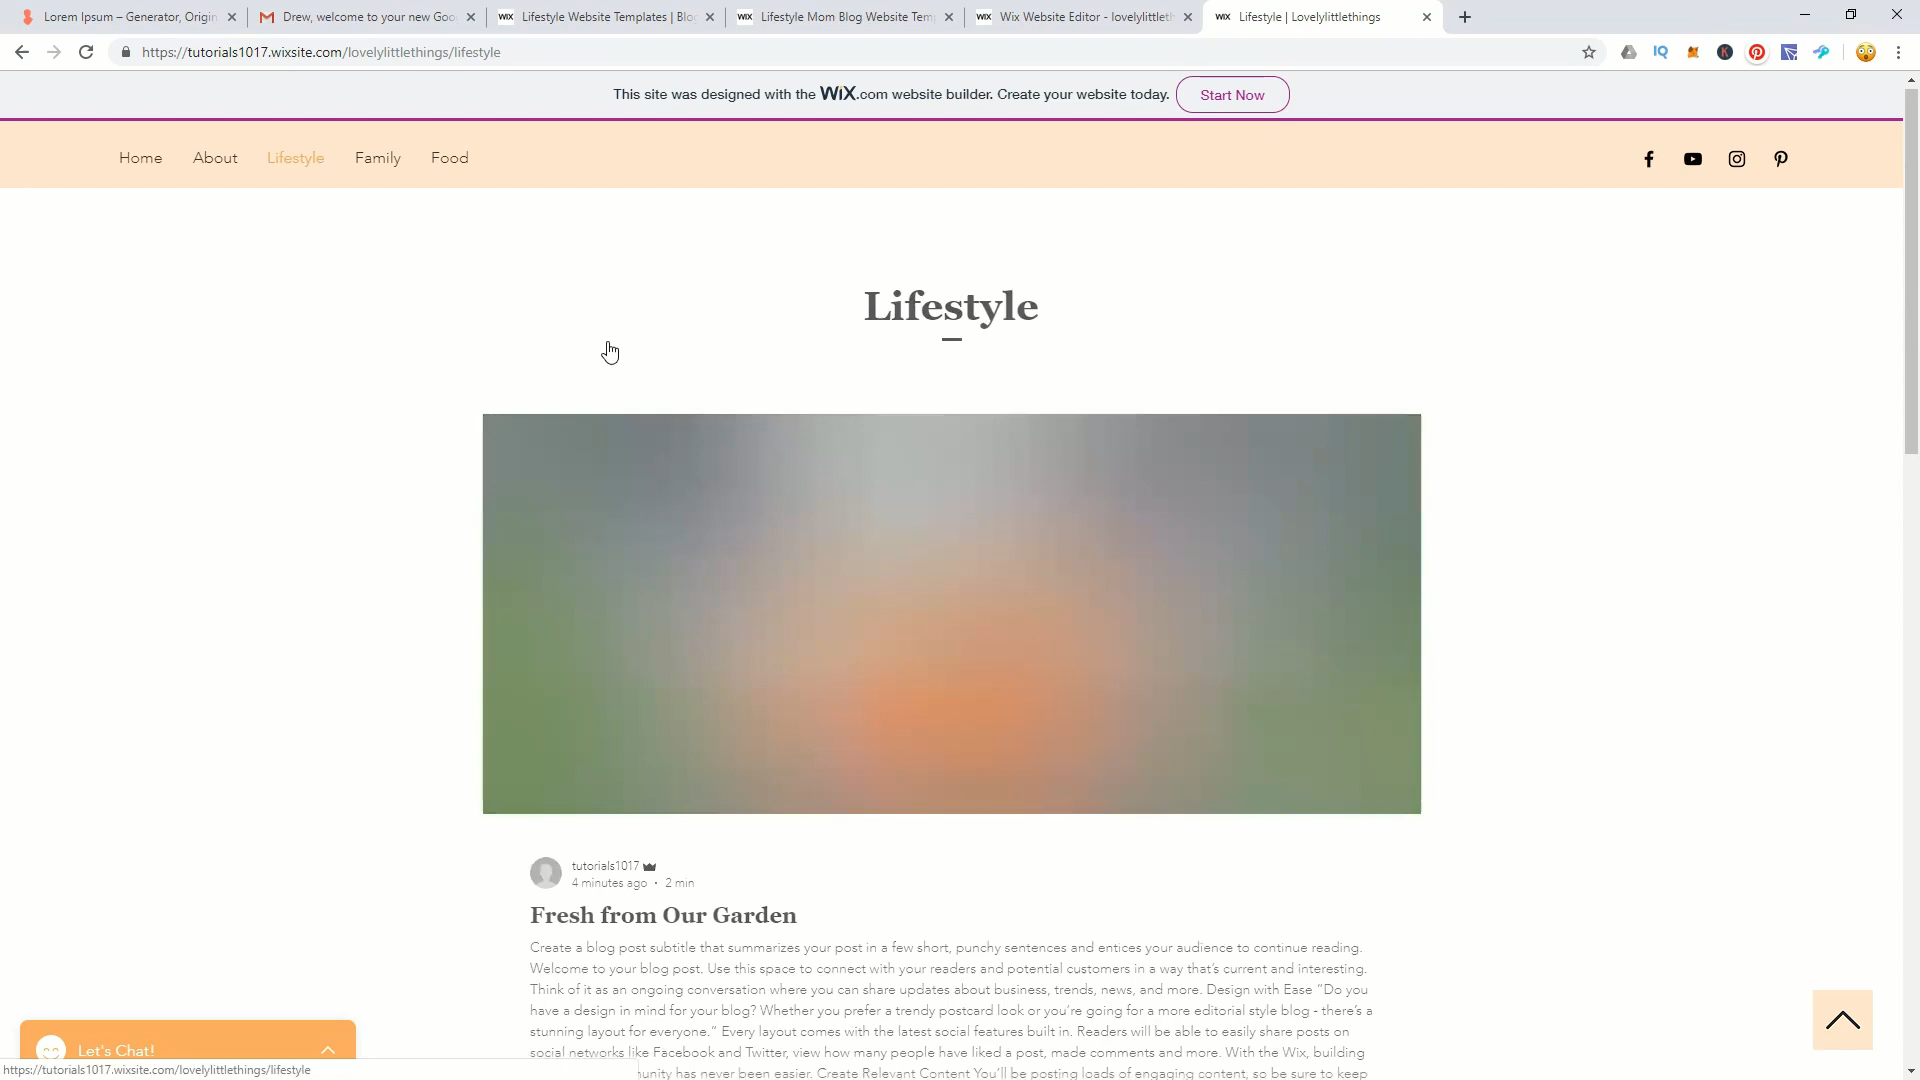 Lorem Ipsum – Generator, Origin
Drew, welcome to your new Goo
WIX Lifestyle Website Templates | Blo
WIX Lifestyle Mom Blog Website Tem
WIX Wix Website Editor - lovelylittlet
WIX Lifestyle | Lovelylittlethings
https://tutorials1017.wixsite.com/lovelylittlethings/lifestyle
This site was designed with the WiX.com website builder. Create your website today. Start Now
Home About Lifestyle Family Food
Lifestyle
tutorials1017
4 minutes ago · 2 min
Fresh from Our Garden
Create a blog post subtitle that summarizes your post in a few short, punchy sentences and entices your audience to continue reading.
Welcome to your blog post. Use this space to connect with your readers and potential customers in a way that’s current and interesting.
Think of it as an ongoing conversation where you can share updates about business, trends, news, and more. Design with Ease “Do you
have a design in mind for your blog? Whether you prefer a trendy postcard look or you’re going for a more editorial style blog - there’s a
stunning layout for everyone.” Every layout comes with the latest social features built in. Readers will be able to easily share posts on
social networks like Facebook and Twitter, view how many people have liked a post, made comments and more. With the Wix, building
has never been easier. Create Relevant Content You’ll be posting loads of engaging content, so be sure to keep
Let's Chat!
https://tutorials1017.wixsite.com/lovelylittlethings/lifestyle